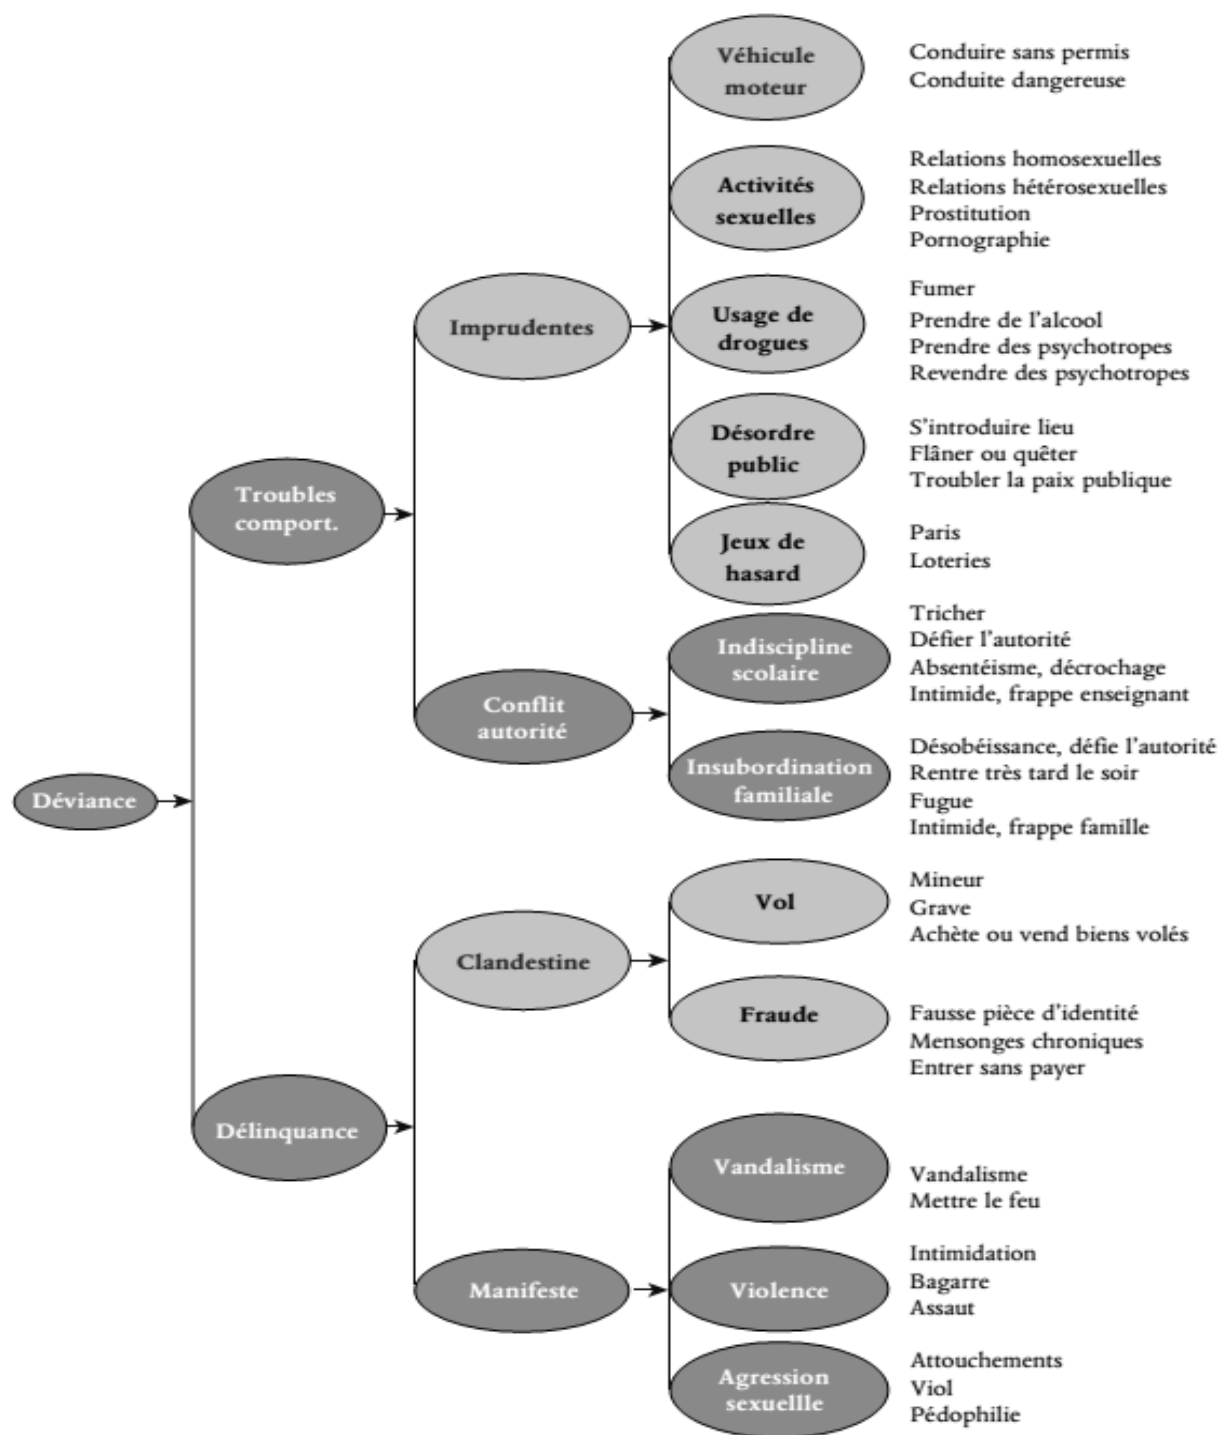 Véhicule
moteur
Conduire sans permis
Conduite dangereuse
Activités
sexuelles
Relations homosexuelles
Relations hétérosexuelles
Prostitution
Pornographie
Imprudentes
Usage de
drogues
Fumer
Prendre de l'alcool
Prendre des psychotropes
Revendre des psychotropes
Désordre
public
S'introduire lieu
Flâner ou quêter
Troubler la paix publique
Troubles
comport.
Jeux de
hasard
Paris
Loteries
Indiscipline
scolaire
Tricher
Défier l'autorité
Absentéisme, décrochage
Intimide, frappe enseignant
Conflit
autorité
Insubordination
familiale
Désobéissance, défie l'autorité
Rentre très tard le soir
Fugue
Intimide, frappe famille
Déviance
Vol
Mineur
Grave
Achète ou vend biens volés
Clandestine
Fraude
Fausse pièce d'identité
Mensonges chroniques
Entrer sans payer
Délinquance
Vandalisme
Vandalisme
Mettre le feu
Manifeste
Violence
Intimidation
Bagarre
Assaut
Agression
sexuellle
Attouchements
Viol
Pédophilie